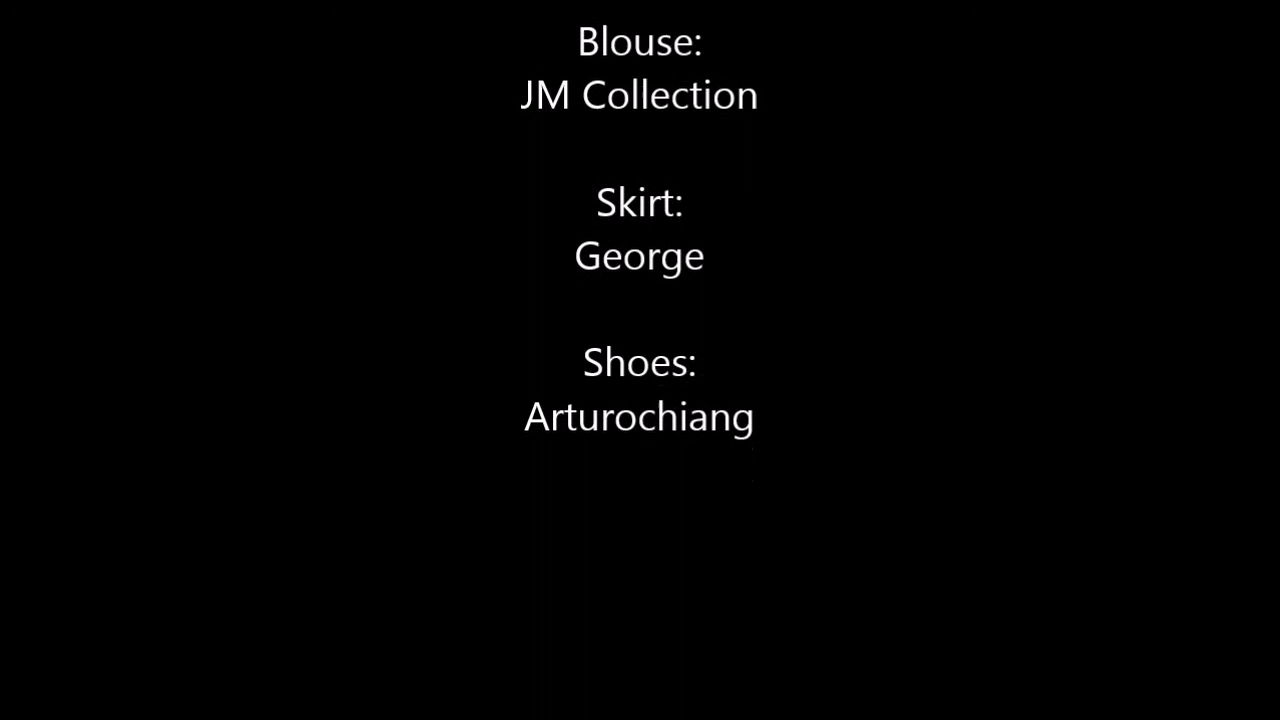 Blouse:
JM Collection
Skirt:
George
Shoes:
Arturochiang